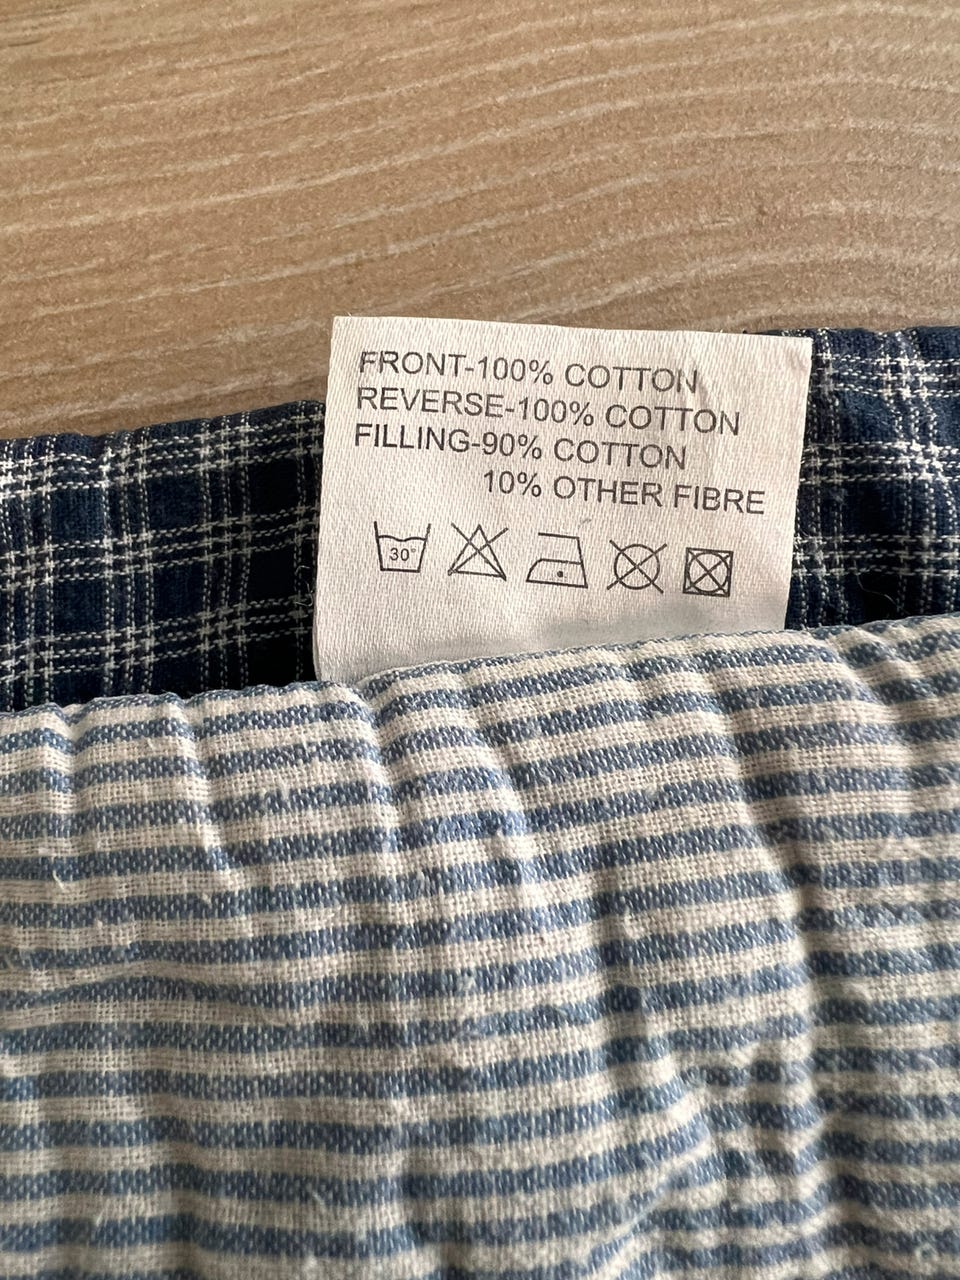 FRONT-100% COTTON
REVERSE-100% COTTON
FILLING-90% COTTON
10% OTHER FIBRE
30°